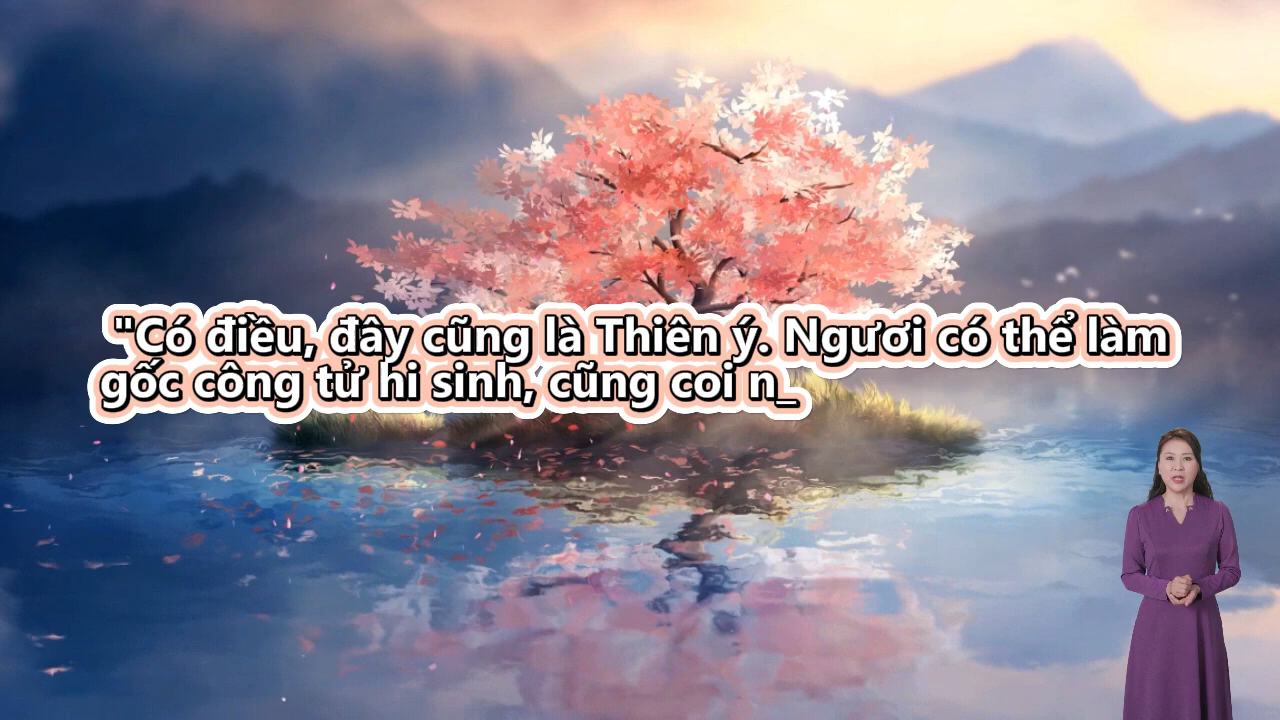 "Có điều, đây cũng là Thiên ý. Ngươi có thể làm
gốc công tử hi sinh, cũng coi n_